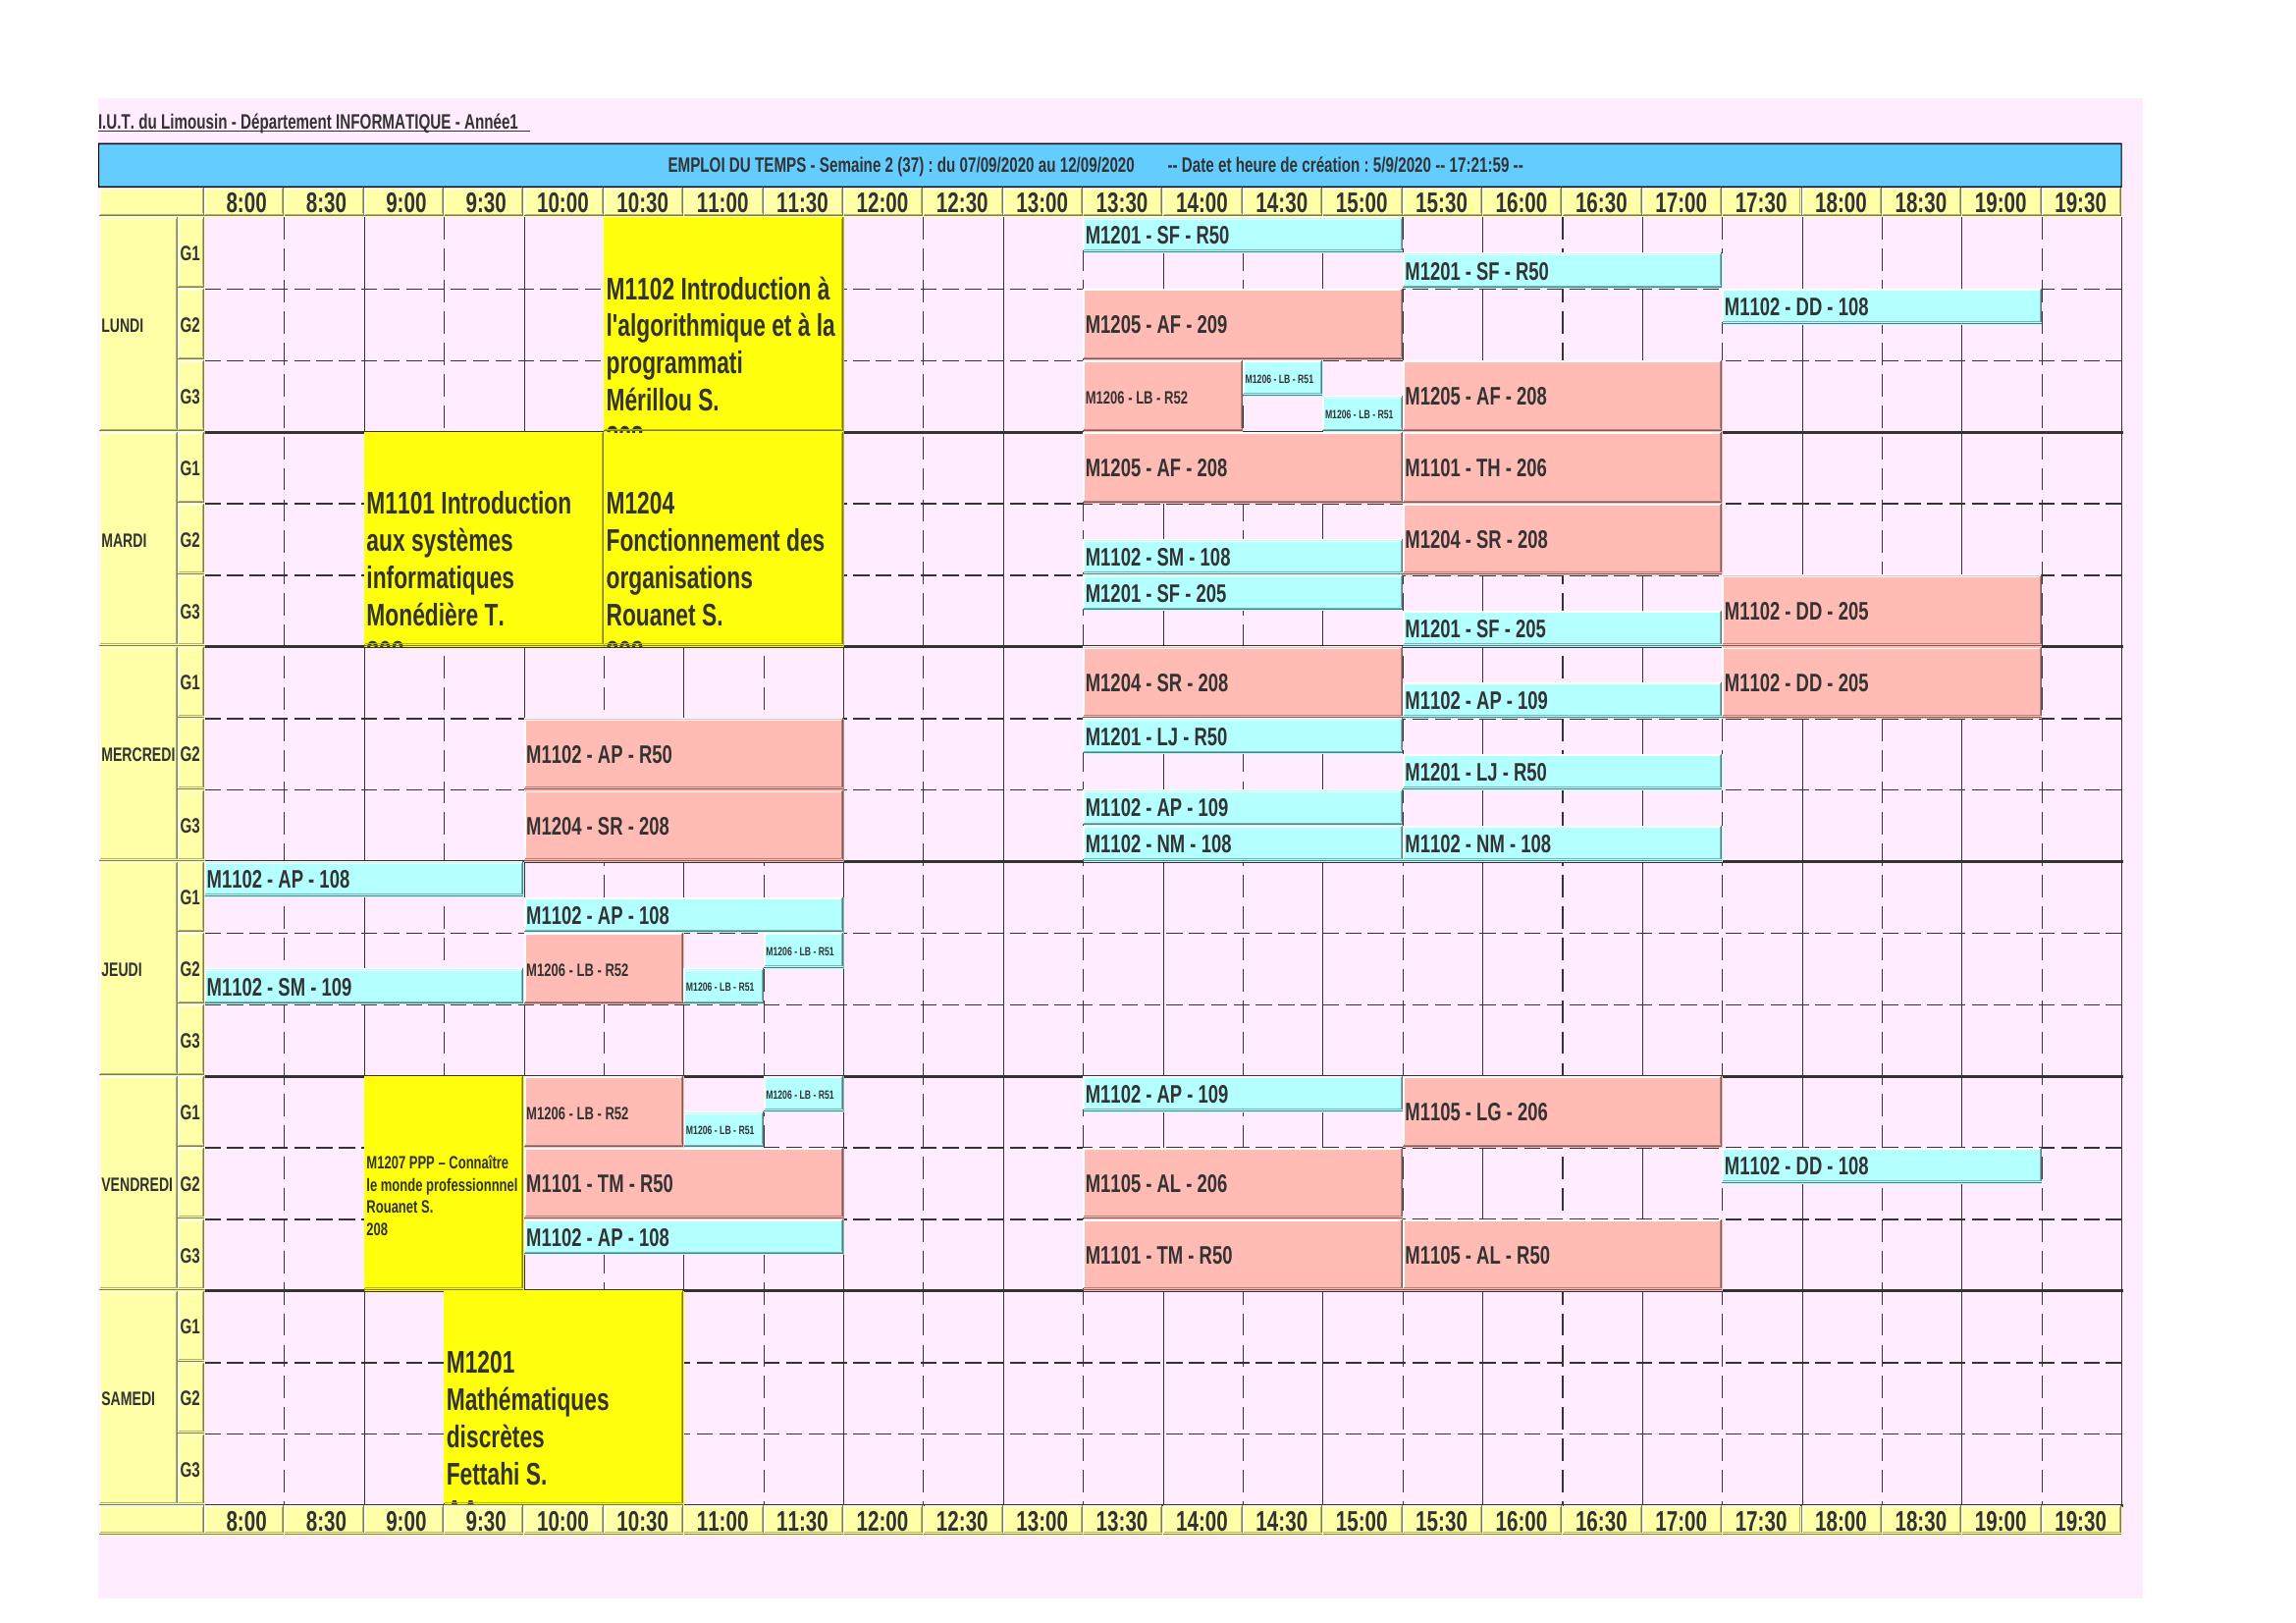 I.U.T. du Limousin - Département INFORMATIQUE - Année1
EMPLOI DU TEMPS - Semaine 2 (37) : du 07/09/2020 au 12/09/2020 -- Date et heure de création : 5/9/2020 -- 17:21:59 --
8:00 8:30 9:00 9:30 10:00 10:30 11:00 11:30 12:00 12:30 13:00 13:30 14:00 14:30 15:00 15:30 16:00 16:30 17:00 17:30 18:00 18:30 19:00 19:30
LUNDI
G1
G2
G3
M1102 Introduction à
l'algorithmique et à la
programmati
Mérillou S.
M1201 - SF - R50
M1201 - SF - R50
M1205 - AF - 209
M1102 - DD - 108
M1206 - LB - R52
M1206 - LB - R51
M1206 - LB - R51
M1205 - AF - 208
MARDI
G1
G2
G3
M1101 Introduction
aux systèmes
informatiques
Monédière T.
M1204
Fonctionnement des
organisations
Rouanet S.
M1205 - AF - 208
M1101 - TH - 206
M1102 - SM - 108
M1204 - SR - 208
M1201 - SF - 205
M1201 - SF - 205
M1102 - DD - 205
MERCREDI
G1
G2
G3
M1204 - SR - 208
M1102 - AP - 109
M1102 - DD - 205
M1102 - AP - R50
M1201 - LJ - R50
M1201 - LJ - R50
M1204 - SR - 208
M1102 - AP - 109
M1102 - NM - 108
M1102 - NM - 108
JEUDI
G1
G2
G3
M1102 - AP - 108
M1102 - AP - 108
M1102 - SM - 109
M1206 - LB - R52
M1206 - LB - R51
M1206 - LB - R51
VENDREDI
G1
G2
G3
M1207 PPP – Connaître
le monde professionnnel
Rouanet S.
208
M1206 - LB - R52
M1206 - LB - R51
M1206 - LB - R51
M1102 - AP - 109
M1105 - LG - 206
M1101 - TM - R50
M1105 - AL - 206
M1102 - DD - 108
M1102 - AP - 108
M1101 - TM - R50
M1105 - AL - R50
SAMEDI
G1
G2
G3
M1201
Mathématiques
discrètes
Fettahi S.
8:00 8:30 9:00 9:30 10:00 10:30 11:00 11:30 12:00 12:30 13:00 13:30 14:00 14:30 15:00 15:30 16:00 16:30 17:00 17:30 18:00 18:30 19:00 19:30